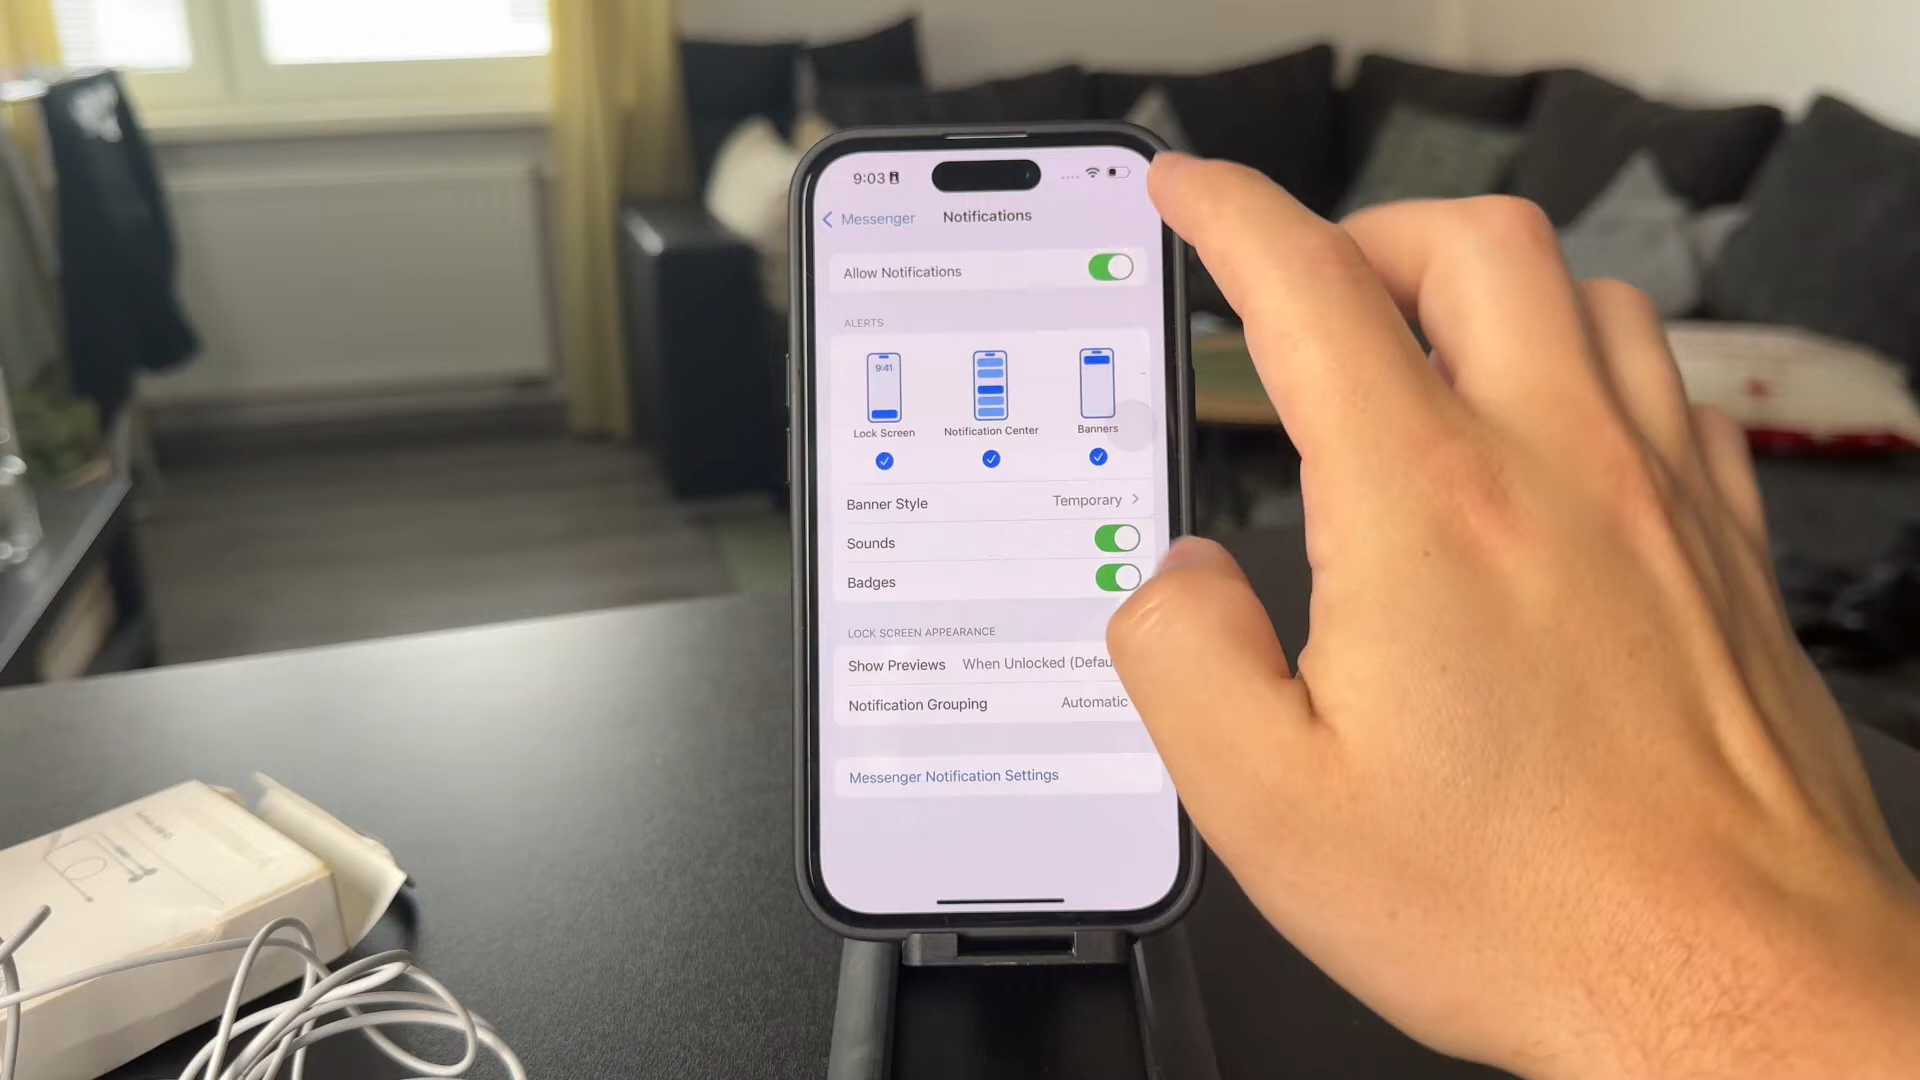 9:03
Messenger
Notifications
Allow Notifications
ALERTS
9:41
Lock Screen
Notification Center
Banners
Banner Style
Temporary
Sounds
Badges
LOCK SCREEN APPEARANCE
Show Previews
When Unlocked (Defau
Notification Grouping
Automatic
Messenger Notification Settings